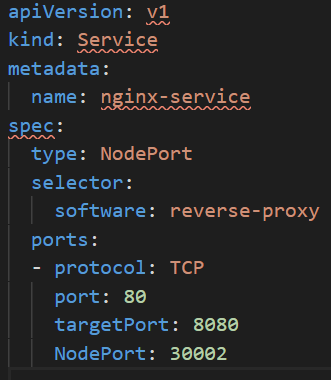 apiVersion: v1
kind: Service
metadata:
  name: nginx-service
spec:
  type: NodePort
  selector:
    software: reverse-proxy
  ports:
  - protocol: TCP
    port: 80
    targetPort: 8080
    NodePort: 30002